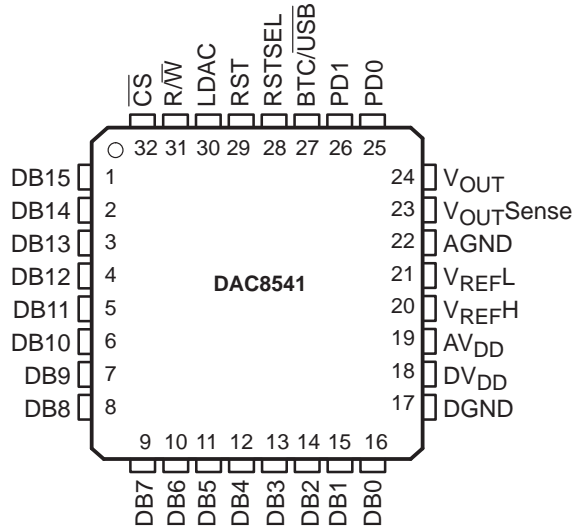 C̅S̅
R/W̅
LDAC
RST
RSTSEL
BTC/U̅S̅B̅
PD1
PD0
32 31 30 29 28 27 26 25
DB15 1
DB14 2
DB13 3
DB12 4
DB11 5
DB10 6
DB9 7
DB8 8
DAC8541
24 VOUT
23 VOUTSense
22 AGND
21 VREFL
20 VREFH
19 AVDD
18 DVDD
17 DGND
9 10 11 12 13 14 15 16
DB7
DB6
DB5
DB4
DB3
DB2
DB1
DB0